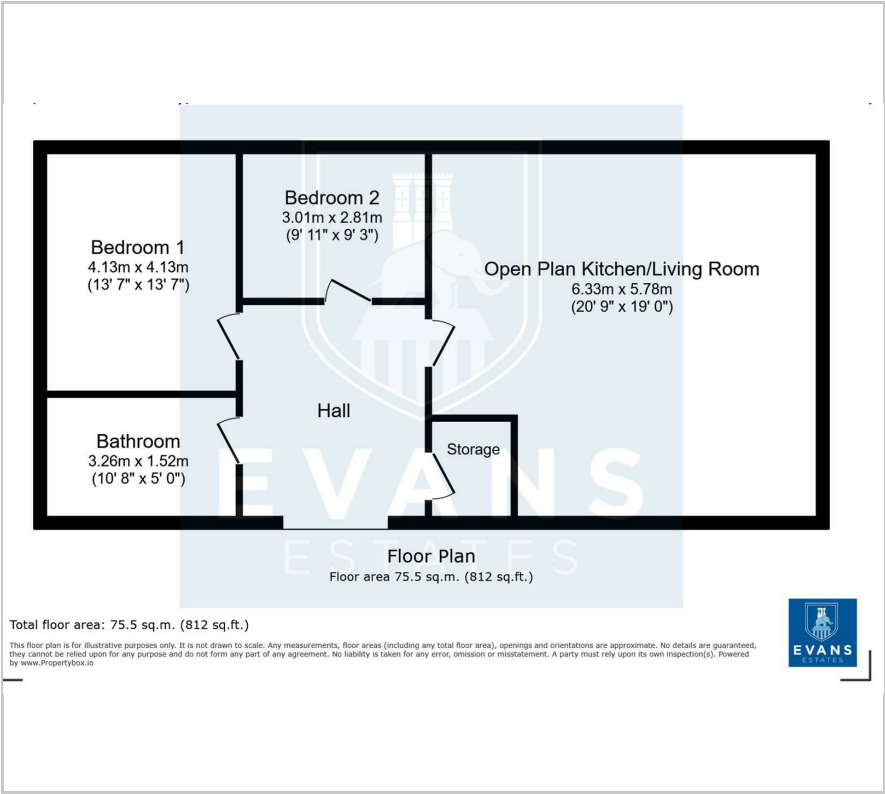 Bedroom 1
4.13m x 4.13m
(13' 7" x 13' 7")
Bedroom 2
3.01m x 2.81m
(9' 11" x 9' 3")
Open Plan Kitchen/Living Room
6.33m x 5.78m
(20' 9" x 19' 0")
Hall
Bathroom
3.26m x 1.52m
(10' 8" x 5' 0")
Storage
EVANS
ESTATES
Floor Plan
Floor area 75.5 sq.m. (812 sq.ft.)
Total floor area: 75.5 sq.m. (812 sq.ft.)
This floor plan is for illustrative purposes only. It is not drawn to scale. Any measurements, floor areas (including any total floor area), openings and orientations are approximate. No details are guaranteed,
they cannot be relied upon for any purpose and do not form any part of any agreement. No liability is taken for any error, omission or misstatement. A party must rely upon its own inspection(s). Powered
by www.Propertybox.io
EVANS
ESTATES